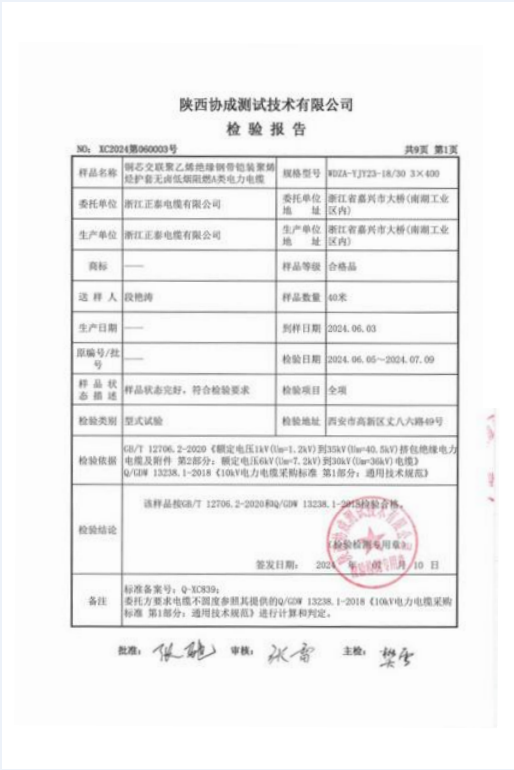 陕西协成测试技术有限公司
检 验 报 告
NO: XC2024第060003号 共9页 第1页
样品名称 铜芯交联聚乙烯绝缘钢带铠装聚烯烃护套无卤低烟阻燃A类电力电缆 规格型号 WDZA-YJY23-18/30 3×400
委托单位 浙江正泰电缆有限公司 委托单位地 址 浙江省嘉兴市大桥(南湖工业区内)
生产单位 浙江正泰电缆有限公司 生产单位地 址 浙江省嘉兴市大桥(南湖工业区内)
商标 —— 样品等级 合格品
送 样 人 段艳涛 样品数量 40米
生产日期 —— 到样日期 2024.06.03
原编号/批号 —— 检验日期 2024.06.05～2024.07.09
样 品 状态 描 述 样品状态完好，符合检验要求 检验项目 全项
检验类别 型式试验 检验地址 西安市高新区丈八六路49号
检验依据
GB/T 12706.2-2020《额定电压1kV(Um=1.2kV)到35kV(Um=40.5kV)挤包绝缘电力
电缆及附件 第2部分：额定电压6kV(Um=7.2kV)到30kV(Um=36kV)电缆》
Q/GDW 13238.1-2018《10kV电力电缆采购标准 第1部分：通用技术规范》
检验结论
该样品按GB/T 12706.2-2020和Q/GDW 13238.1-2018检验合格。
(检验检测专用章)
签发日期： 2024 年 07 月 10 日
备注
标准备案号：Q-XC839；
委托方要求电缆不圆度参照其提供的Q/GDW 13238.1-2018《10kV电力电缆采购
标准 第1部分：通用技术规范》进行计算和判定。
批准： 审核： 主检：